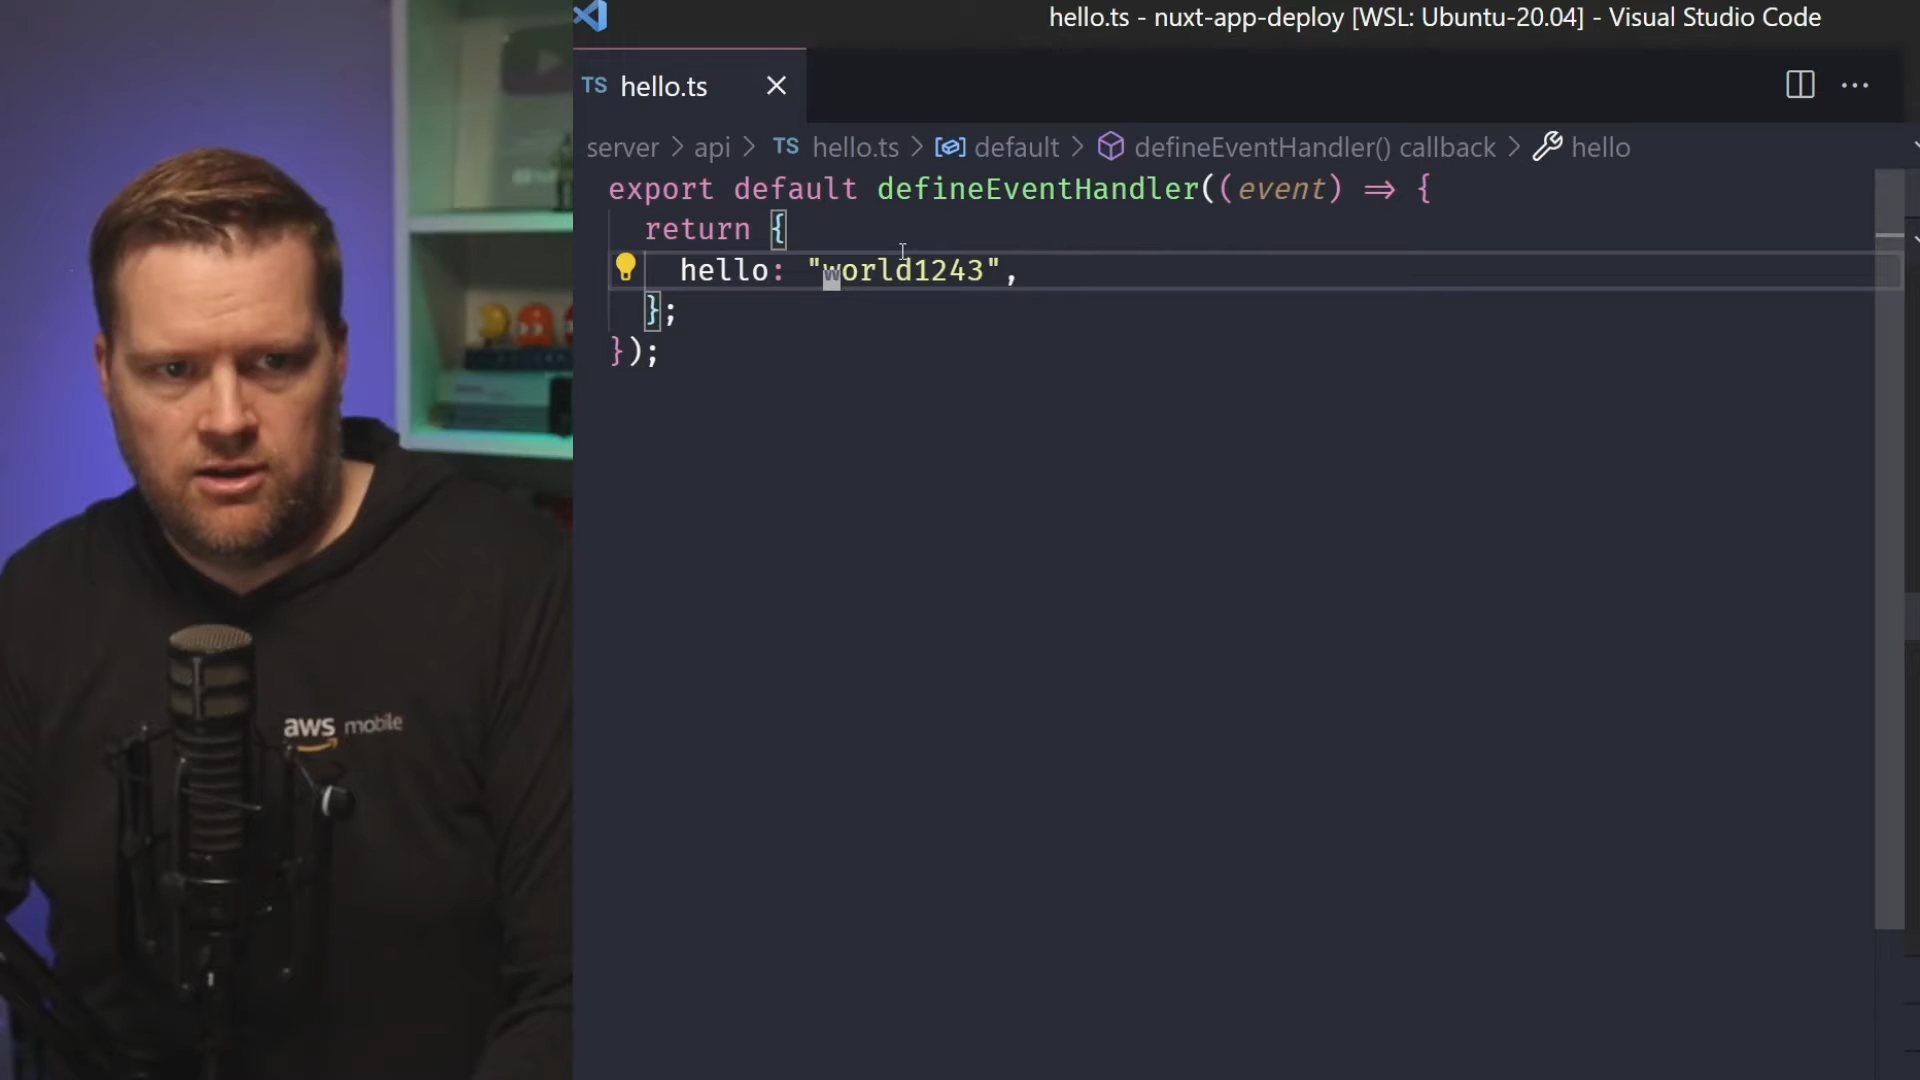 hello.ts - nuxt-app-deploy [WSL: Ubuntu-20.04] - Visual Studio Code
TS hello.ts
server > api > TS hello.ts > default > defineEventHandler() callback > hello
export default defineEventHandler((event) => {
return {
hello: "world1243",
};
});
aws mobile